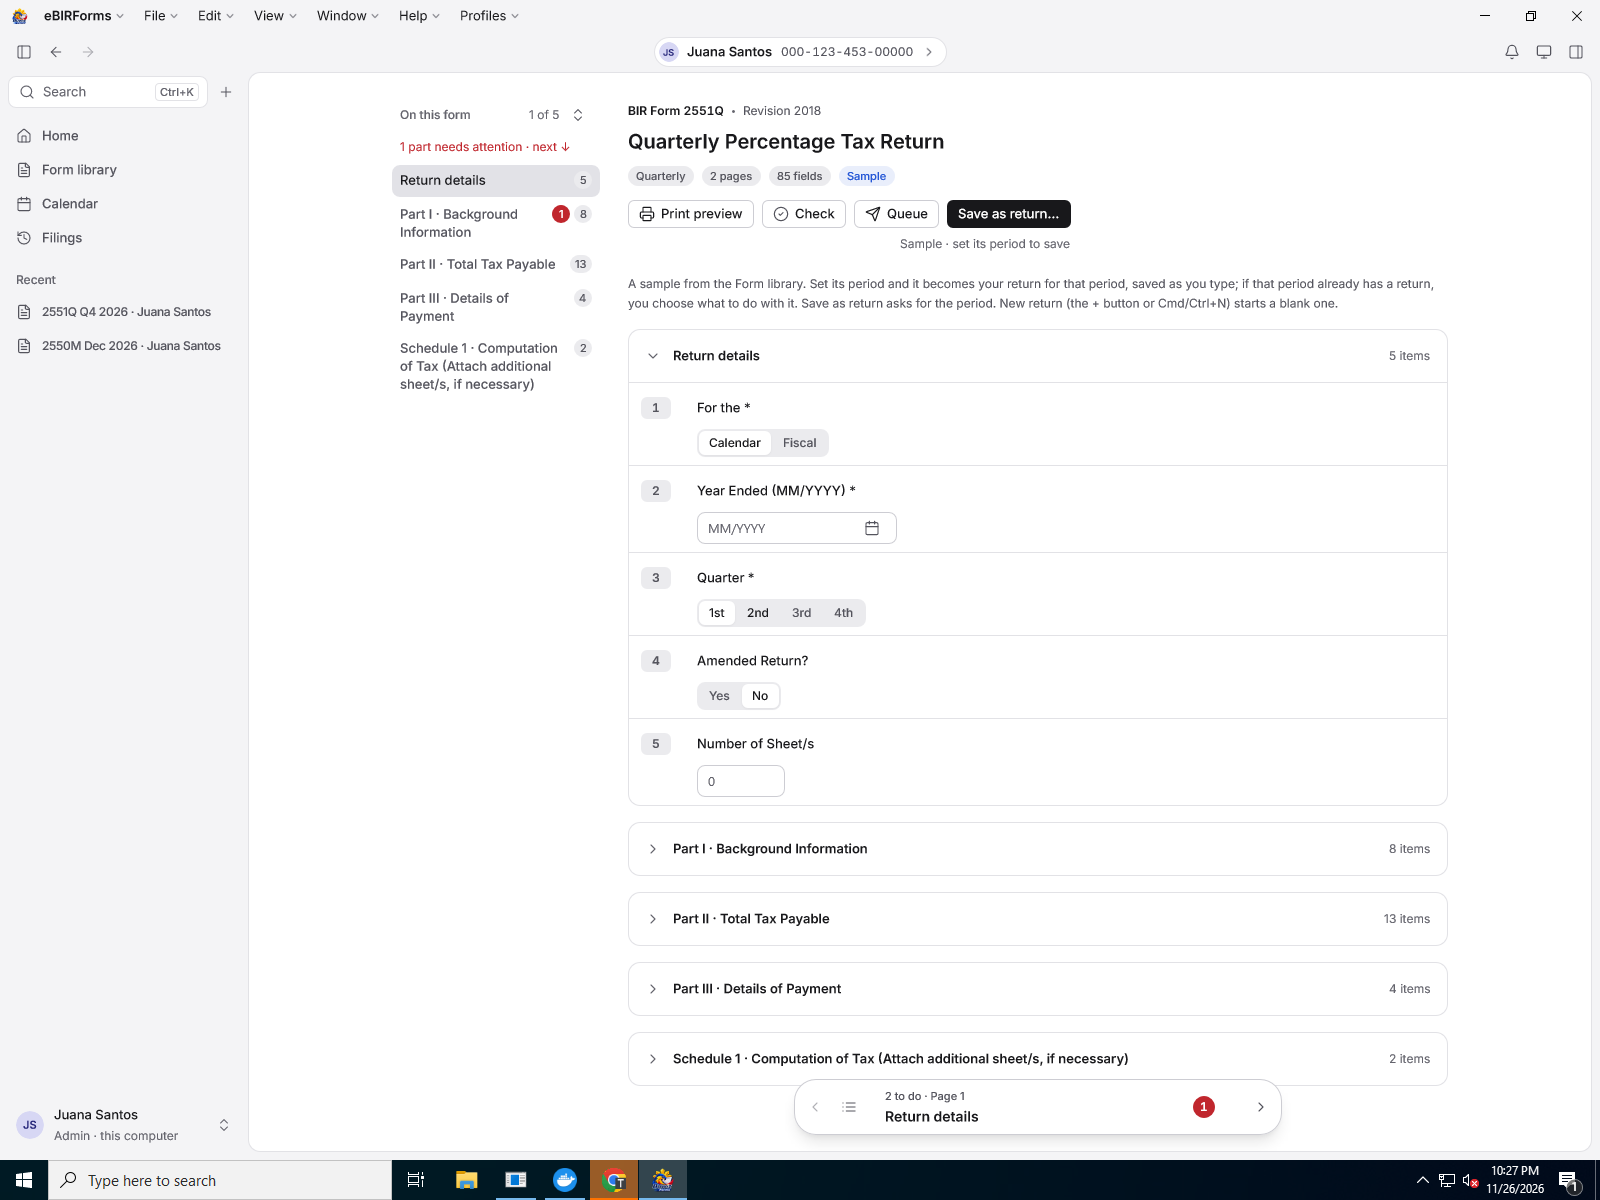 eBIRForms File Edit View Window Help Profiles
JS Juana Santos 000-123-453-00000
Search Ctrl+K
Home
Form library
Calendar
Filings
Recent
2551Q Q4 2026 · Juana Santos
2550M Dec 2026 · Juana Santos
On this form 1 of 5
1 part needs attention · next ↓
Return details 5
Part I · Background Information 1 8
Part II · Total Tax Payable 13
Part III · Details of Payment 4
Schedule 1 · Computation of Tax (Attach additional sheet/s, if necessary) 2
BIR Form 2551Q · Revision 2018
Quarterly Percentage Tax Return
Quarterly 2 pages 85 fields Sample
Print preview Check Queue Save as return...
Sample · set its period to save
A sample from the Form library. Set its period and it becomes your return for that period, saved as you type; if that period already has a return,
you choose what to do with it. Save as return asks for the period. New return (the + button or Cmd/Ctrl+N) starts a blank one.
Return details 5 items
1 For the *
Calendar Fiscal
2 Year Ended (MM/YYYY) *
MM/YYYY
3 Quarter *
1st 2nd 3rd 4th
4 Amended Return?
Yes No
5 Number of Sheet/s
0
Part I · Background Information 8 items
Part II · Total Tax Payable 13 items
Part III · Details of Payment 4 items
Schedule 1 · Computation of Tax (Attach additional sheet/s, if necessary) 2 items
2 to do · Page 1
Return details 1
JS Juana Santos
Admin · this computer
Type here to search
10:27 PM
11/26/2026
1